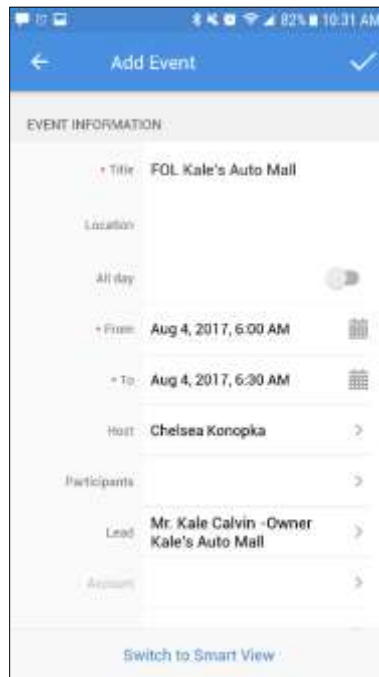 82% 10:31 AM
Add Event
EVENT INFORMATION
* Title FOL Kale's Auto Mall
Location
All day
* From Aug 4, 2017, 6:00 AM
* To Aug 4, 2017, 6:30 AM
Host Chelsea Konopka
Participants
Lead Mr. Kale Calvin -Owner
Kale's Auto Mall
Account
Switch to Smart View